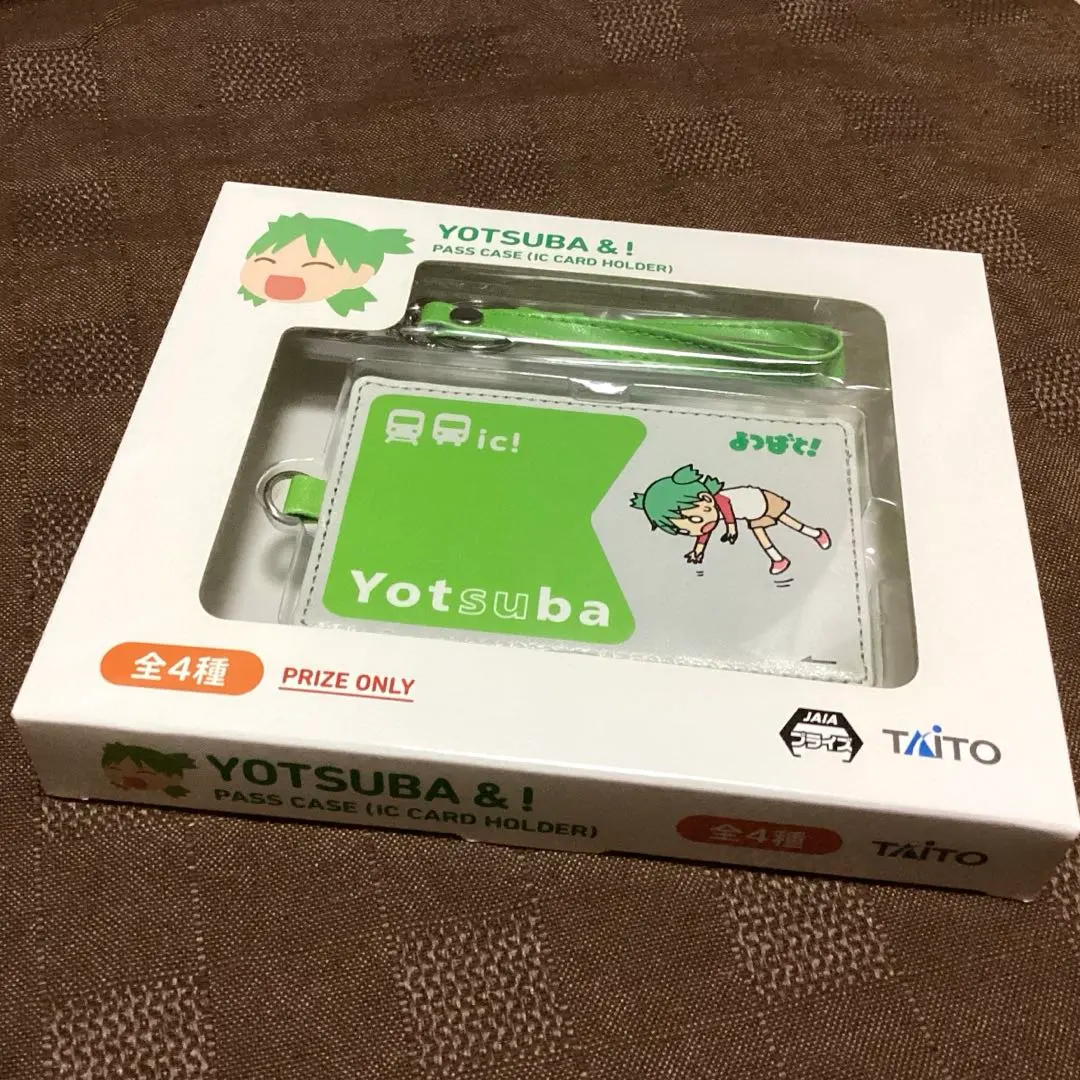 YOTSUBA & !
PASS CASE (IC CARD HOLDER)
ic!
よつばと!
Yotsuba
全4種
PRIZE ONLY
JAIA
プライズ
TAITO
YOTSUBA & !
PASS CASE (IC CARD HOLDER)
全4種
TAITO